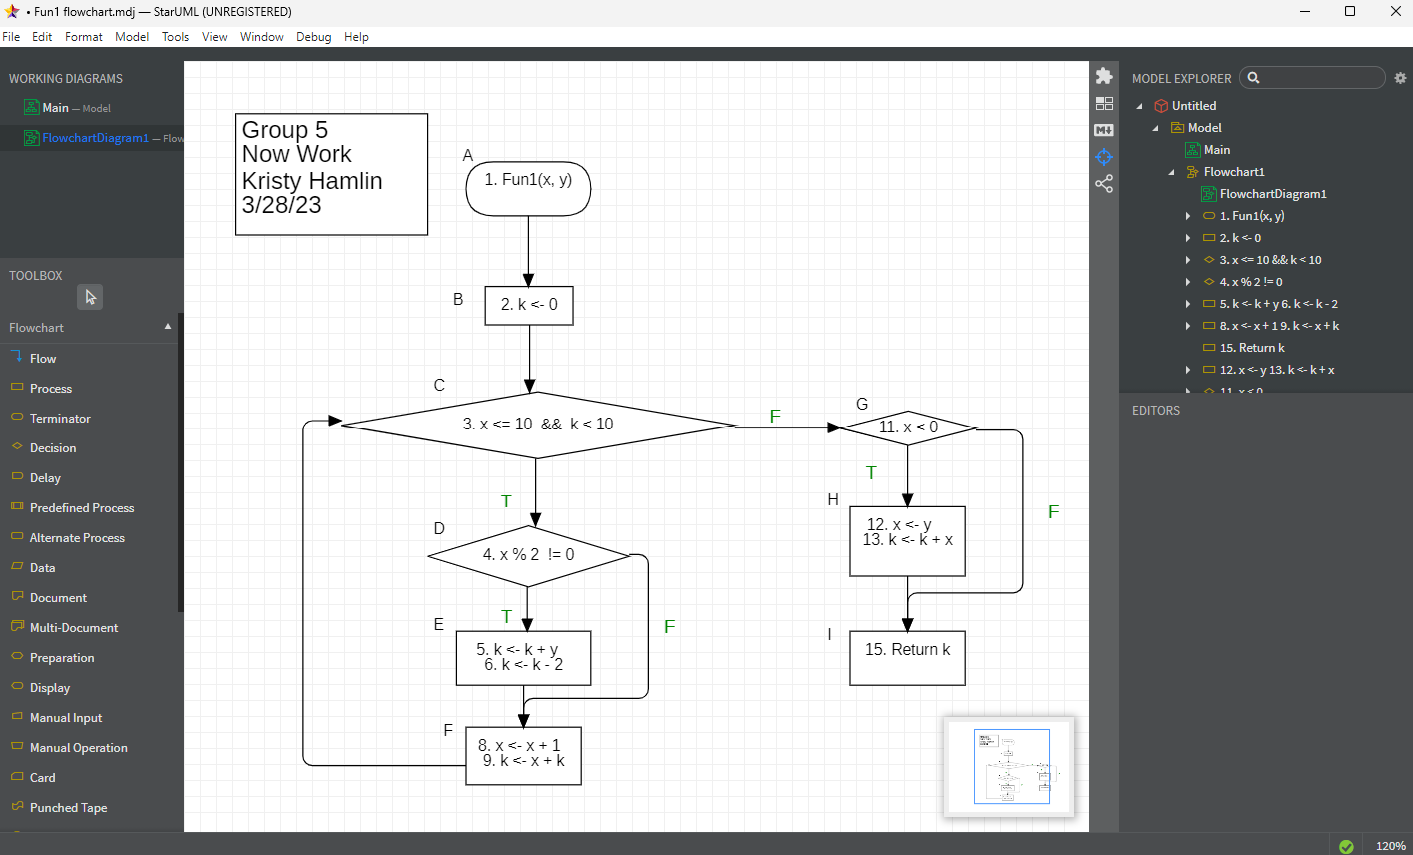 • Fun1 flowchart.mdj — StarUML (UNREGISTERED)
File Edit Format Model Tools View Window Debug Help
WORKING DIAGRAMS
Main — Model
FlowchartDiagram1 — Flow
TOOLBOX
Flowchart
Flow
Process
Terminator
Decision
Delay
Predefined Process
Alternate Process
Data
Document
Multi-Document
Preparation
Display
Manual Input
Manual Operation
Card
Punched Tape
Group 5
Now Work
Kristy Hamlin
3/28/23
A
1. Fun1(x, y)
B
2. k <- 0
C
3. x <= 10 && k < 10
F
T
D
4. x % 2 != 0
T
F
E
5. k <- k + y
6. k <- k - 2
F
8. x <- x + 1
9. k <- x + k
G
11. x < 0
T
F
H
12. x <- y
13. k <- k + x
I
15. Return k
M↓
MODEL EXPLORER
Untitled
Model
Main
Flowchart1
FlowchartDiagram1
1. Fun1(x, y)
2. k <- 0
3. x <= 10 && k < 10
4. x % 2 != 0
5. k <- k + y 6. k <- k - 2
8. x <- x + 1 9. k <- x + k
15. Return k
12. x <- y 13. k <- k + x
11. x < 0
EDITORS
120%